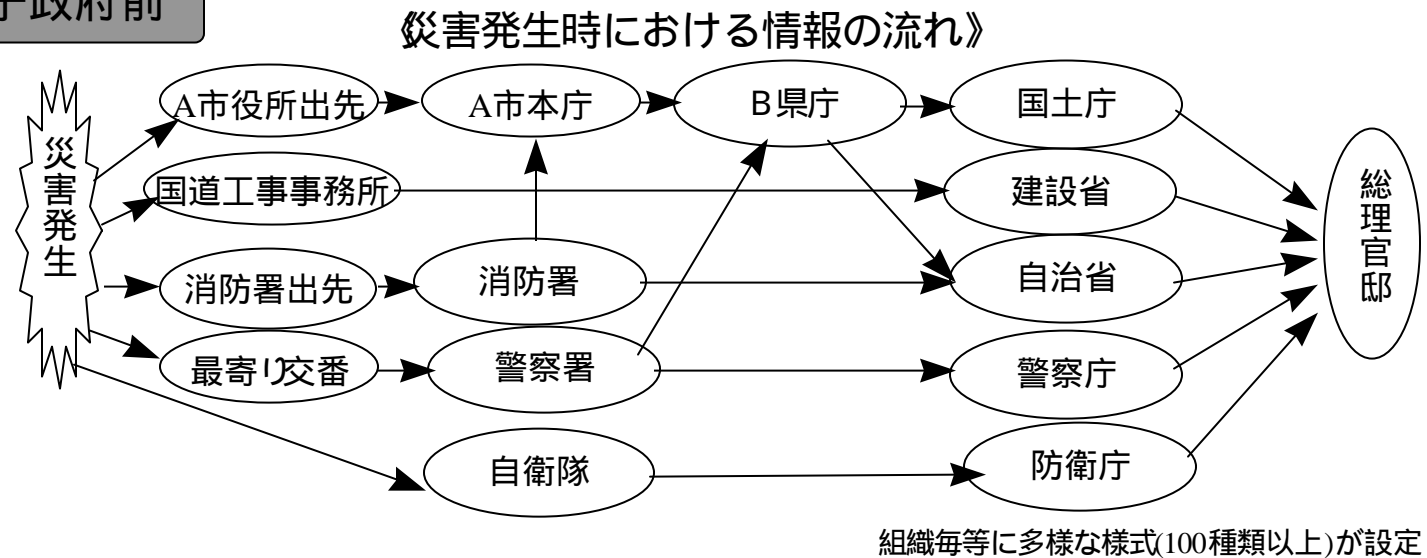 子政府前
《災害発生時における情報の流れ》
災害発生
A市役所出先
A市本庁
B県庁
国土庁
国道工事事務所
建設省
総理官邸
消防署出先
消防署
自治省
最寄り交番
警察署
警察庁
自衛隊
防衛庁
組織毎等に多様な様式(100種類以上)が設定